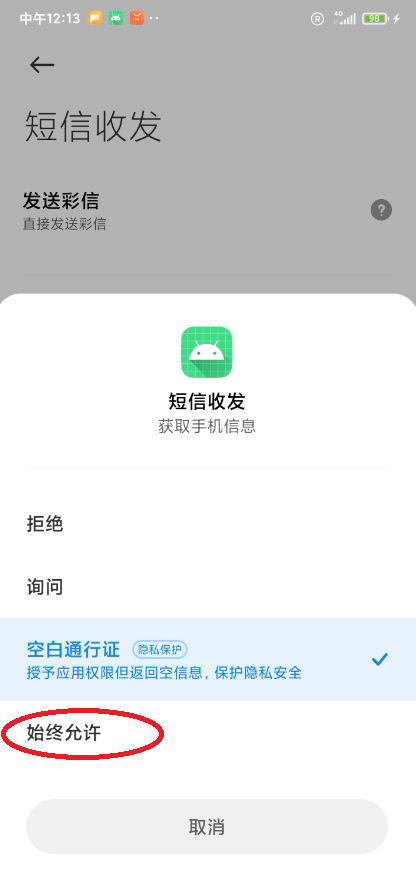 中午12:13
R 4G 98
短信收发
发送彩信
直接发送彩信
?
短信收发
获取手机信息
拒绝
询问
空白通行证 隐私保护
授予应用权限但返回空信息，保护隐私安全
始终允许
取消